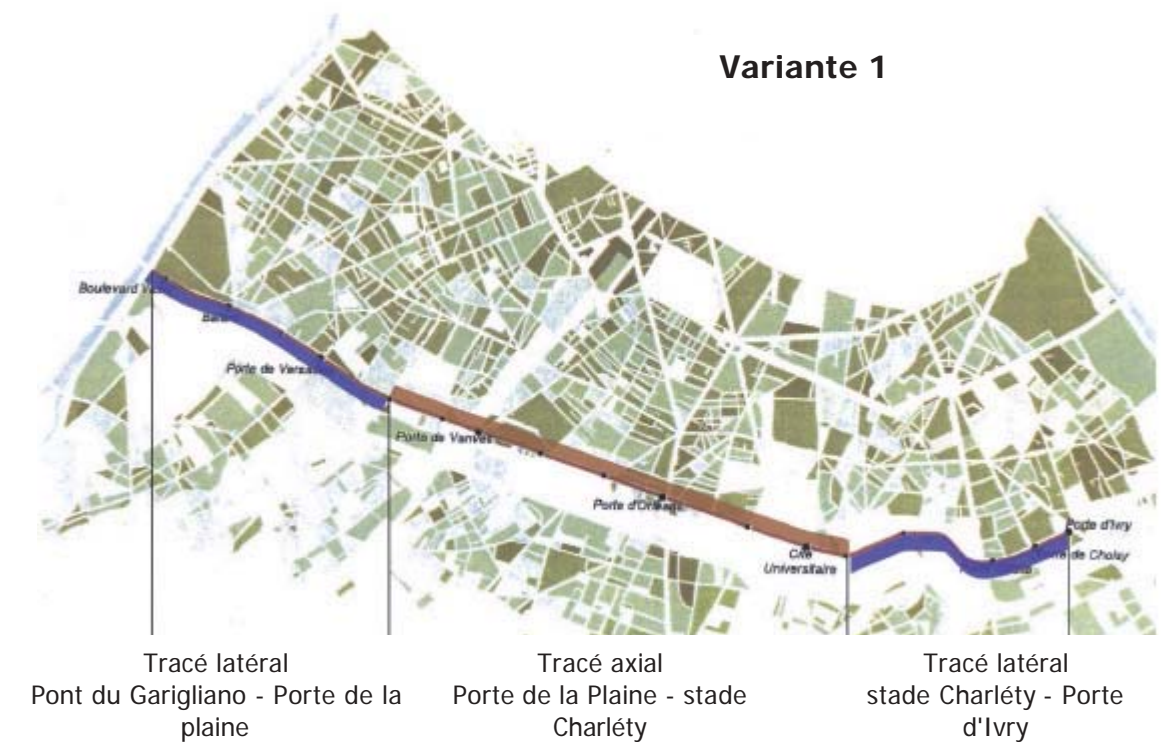 Variante 1
Boulevard
Porte de
Porte de Vanves
Porte d'Orléans
Cité
Universitaire
Porte d'Ivry
de Choisy
Tracé latéral
Pont du Garigliano - Porte de la
plaine
Tracé axial
Porte de la Plaine - stade
Charléty
Tracé latéral
stade Charléty - Porte
d'Ivry